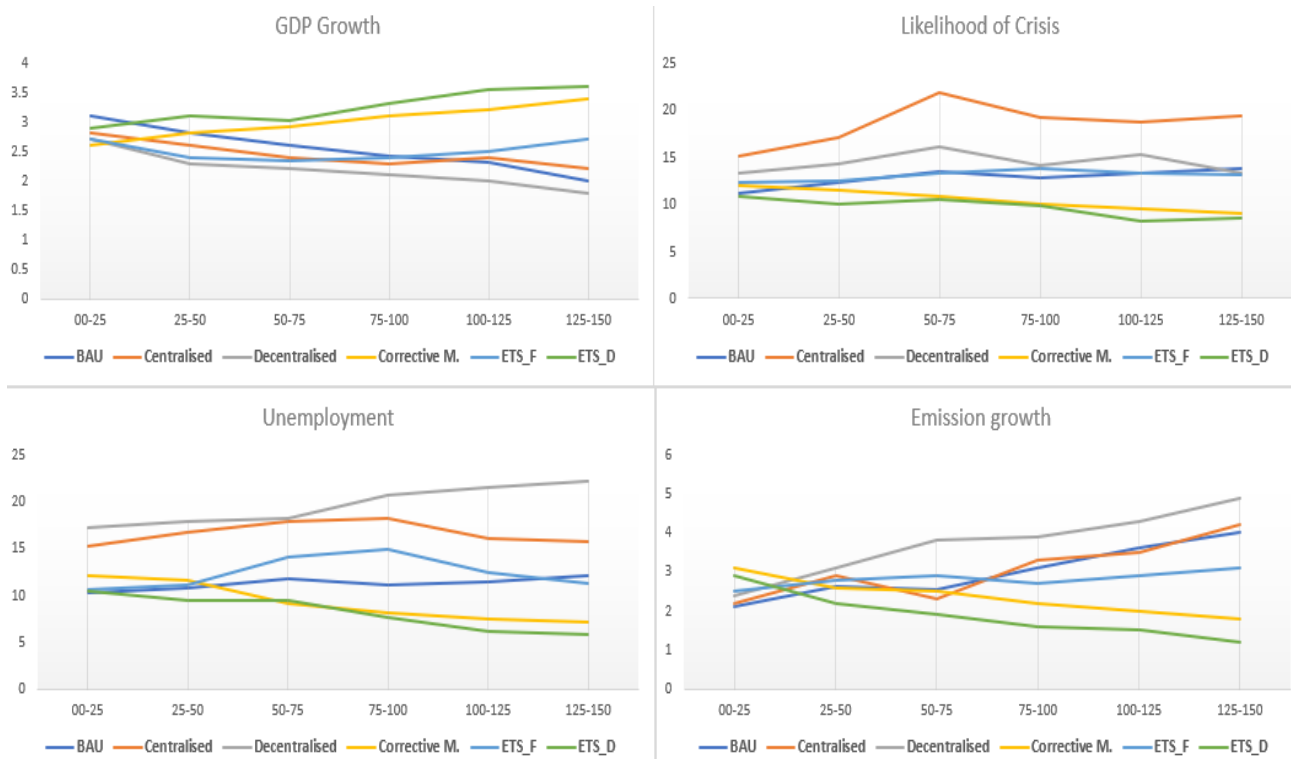 GDP Growth
4
3.5
3
2.5
2
1.5
1
0.5
0
00-25 25-50 50-75 75-100 100-125 125-150
BAU Centralised Decentralised Corrective M. ETS_F ETS_D
Likelihood of Crisis
25
20
15
10
5
0
00-25 25-50 50-75 75-100 100-125 125-150
BAU Centralised Decentralised Corrective M. ETS_F ETS_D
Unemployment
25
20
15
10
5
0
00-25 25-50 50-75 75-100 100-125 125-150
BAU Centralised Decentralised Corrective M. ETS_F ETS_D
Emission growth
6
5
4
3
2
1
0
00-25 25-50 50-75 75-100 100-125 125-150
BAU Centralised Decentralised Corrective M. ETS_F ETS_D